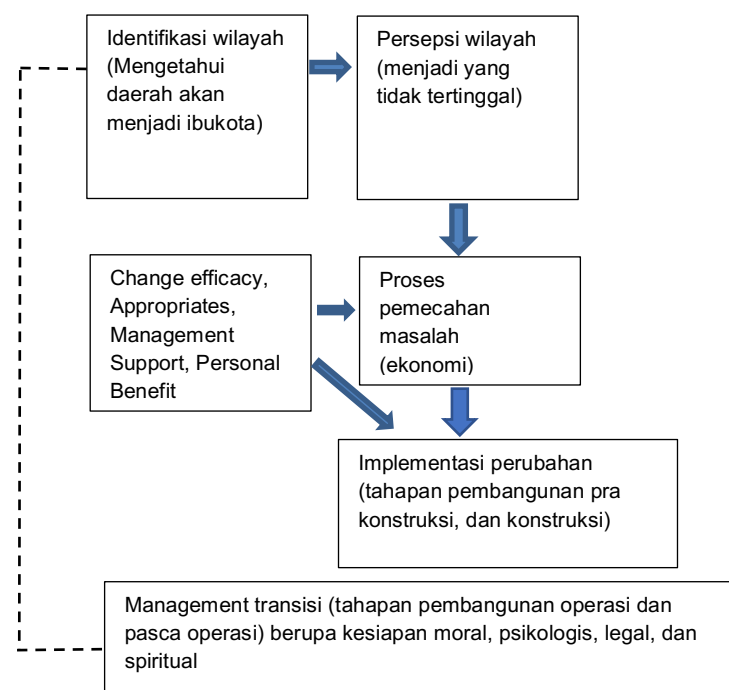 Identifikasi wilayah
(Mengetahui
daerah akan
menjadi ibukota)
Persepsi wilayah
(menjadi yang
tidak tertinggal)
Change efficacy,
Appropriates,
Management
Support, Personal
Benefit
Proses
pemecahan
masalah
(ekonomi)
Implementasi perubahan
(tahapan pembangunan pra
konstruksi, dan konstruksi)
Management transisi (tahapan pembangunan operasi dan
pasca operasi) berupa kesiapan moral, psikologis, legal, dan
spiritual